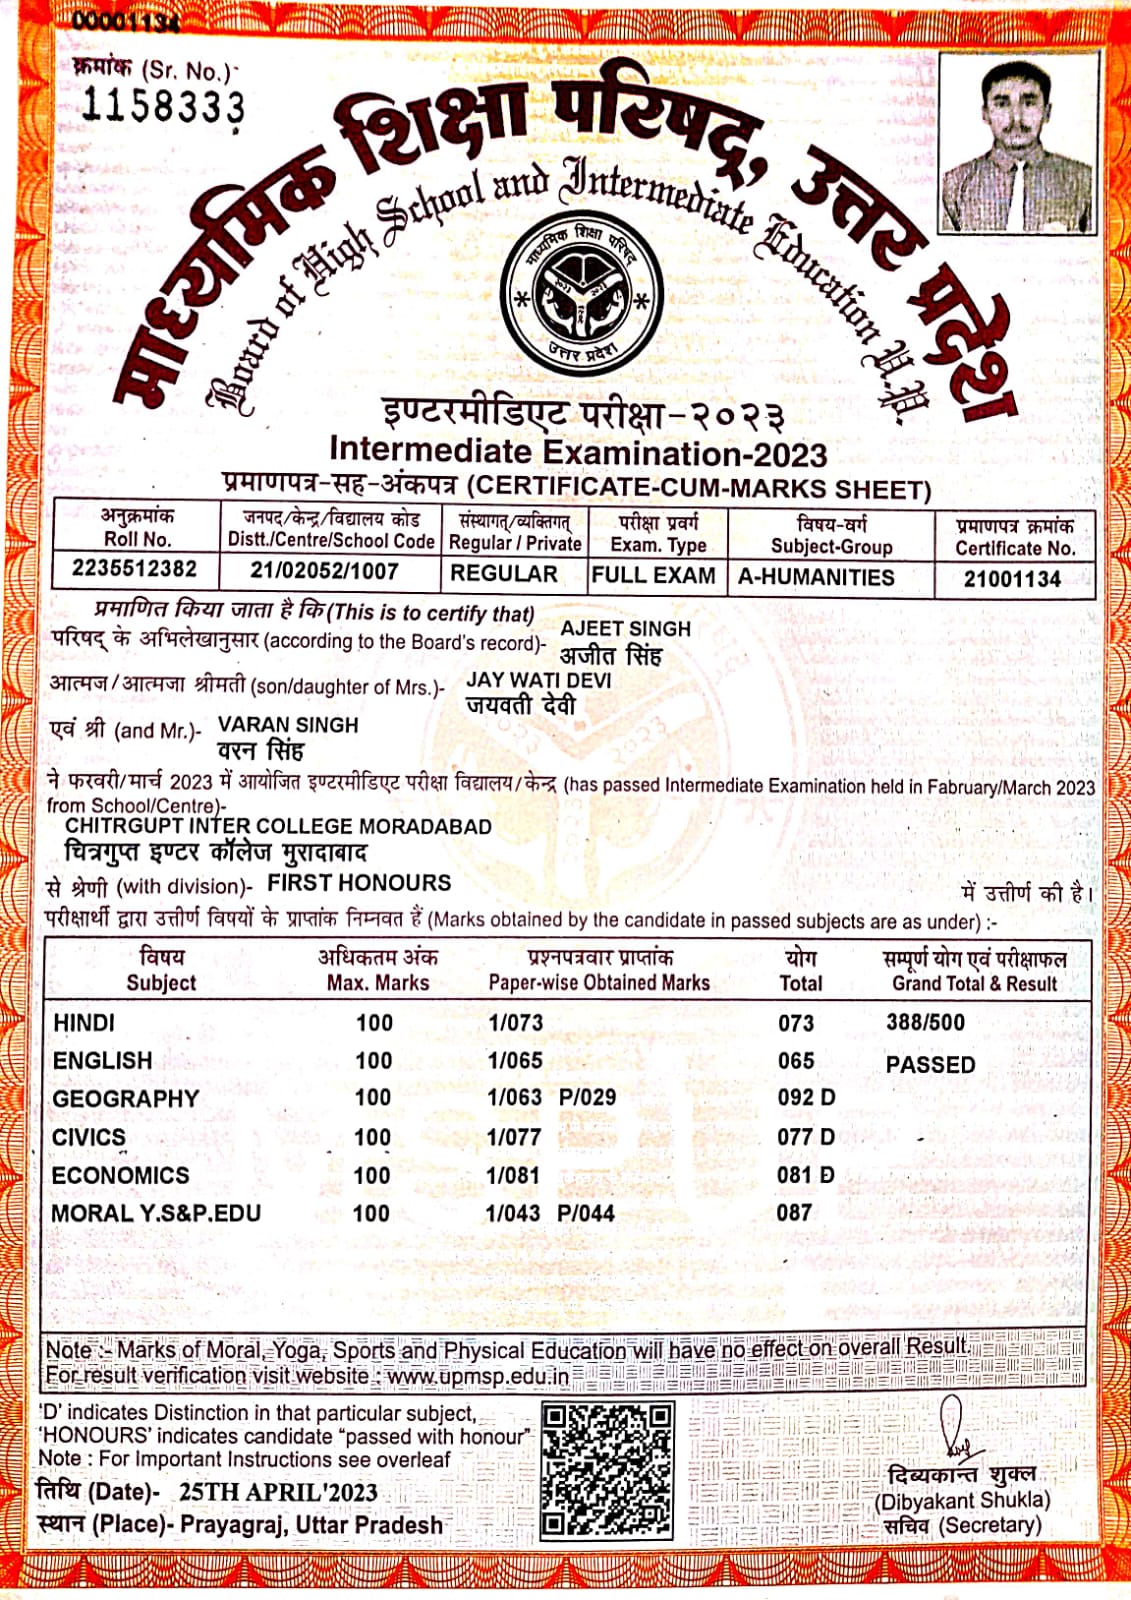 00001134
क्रमांक (Sr. No.)
1158333
माध्यमिक शिक्षा परिषद्, उत्तर प्रदेश
Board of High School and Intermediate Education U.P.
माध्यमिक शिक्षा परिषद्
उत्तर प्रदेश
इण्टरमीडिएट परीक्षा-२०२३
Intermediate Examination-2023
प्रमाणपत्र-सह-अंकपत्र (CERTIFICATE-CUM-MARKS SHEET)
अनुक्रमांक जनपद/केन्द्र/विद्यालय कोड संस्थागत्/व्यक्तिगत् परीक्षा प्रवर्ग विषय-वर्ग प्रमाणपत्र क्रमांक
Roll No. Distt./Centre/School Code Regular / Private Exam. Type Subject-Group Certificate No.
2235512382 21/02052/1007 REGULAR FULL EXAM A-HUMANITIES 21001134
प्रमाणित किया जाता है कि (This is to certify that)
परिषद् के अभिलेखानुसार (according to the Board's record)- AJEET SINGH
अजीत सिंह
आत्मज/आत्मजा श्रीमती (son/daughter of Mrs.)- JAY WATI DEVI
जयवती देवी
एवं श्री (and Mr.)- VARAN SINGH
वरन सिंह
ने फरवरी/मार्च 2023 में आयोजित इण्टरमीडिएट परीक्षा विद्यालय/केन्द्र (has passed Intermediate Examination held in Fabruary/March 2023
from School/Centre)-
CHITRGUPT INTER COLLEGE MORADABAD
चित्रगुप्त इण्टर कॉलेज मुरादाबाद
से श्रेणी (with division)- FIRST HONOURS में उत्तीर्ण की है।
परीक्षार्थी द्वारा उत्तीर्ण विषयों के प्राप्तांक निम्नवत हैं (Marks obtained by the candidate in passed subjects are as under) :-
विषय अधिकतम अंक प्रश्नपत्रवार प्राप्तांक योग सम्पूर्ण योग एवं परीक्षाफल
Subject Max. Marks Paper-wise Obtained Marks Total Grand Total & Result
HINDI 100 1/073 073 388/500
ENGLISH 100 1/065 065 PASSED
GEOGRAPHY 100 1/063 P/029 092 D
CIVICS 100 1/077 077 D
ECONOMICS 100 1/081 081 D
MORAL Y.S&P.EDU 100 1/043 P/044 087
Note :- Marks of Moral, Yoga, Sports and Physical Education will have no effect on overall Result.
For result verification visit website : www.upmsp.edu.in
'D' indicates Distinction in that particular subject,
'HONOURS' indicates candidate "passed with honour"
Note : For Important Instructions see overleaf
तिथि (Date)- 25TH APRIL'2023
स्थान (Place)- Prayagraj, Uttar Pradesh
दिब्यकान्त शुक्ल
(Dibyakant Shukla)
सचिव (Secretary)